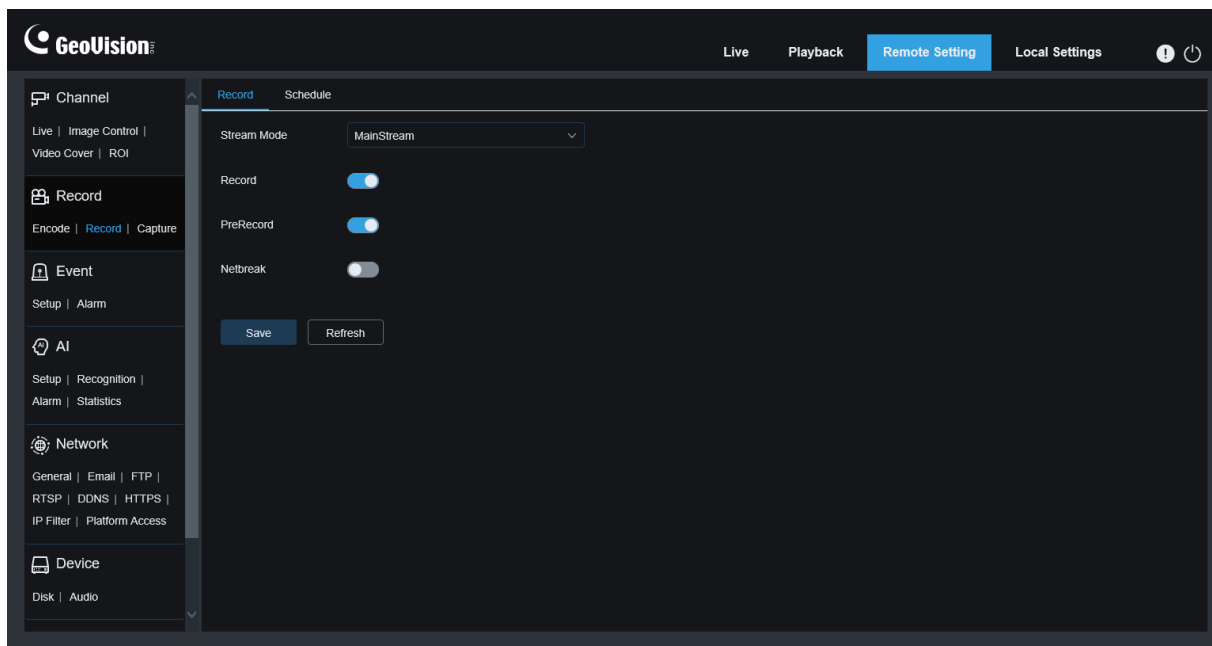 GeoVision Inc
Live Playback Remote Setting Local Settings
Channel
Live | Image Control |
Video Cover | ROI
Record
Encode | Record | Capture
Event
Setup | Alarm
AI
Setup | Recognition |
Alarm | Statistics
Network
General | Email | FTP |
RTSP | DDNS | HTTPS |
IP Filter | Platform Access
Device
Disk | Audio
Record Schedule
Stream Mode MainStream
Record
PreRecord
Netbreak
Save Refresh